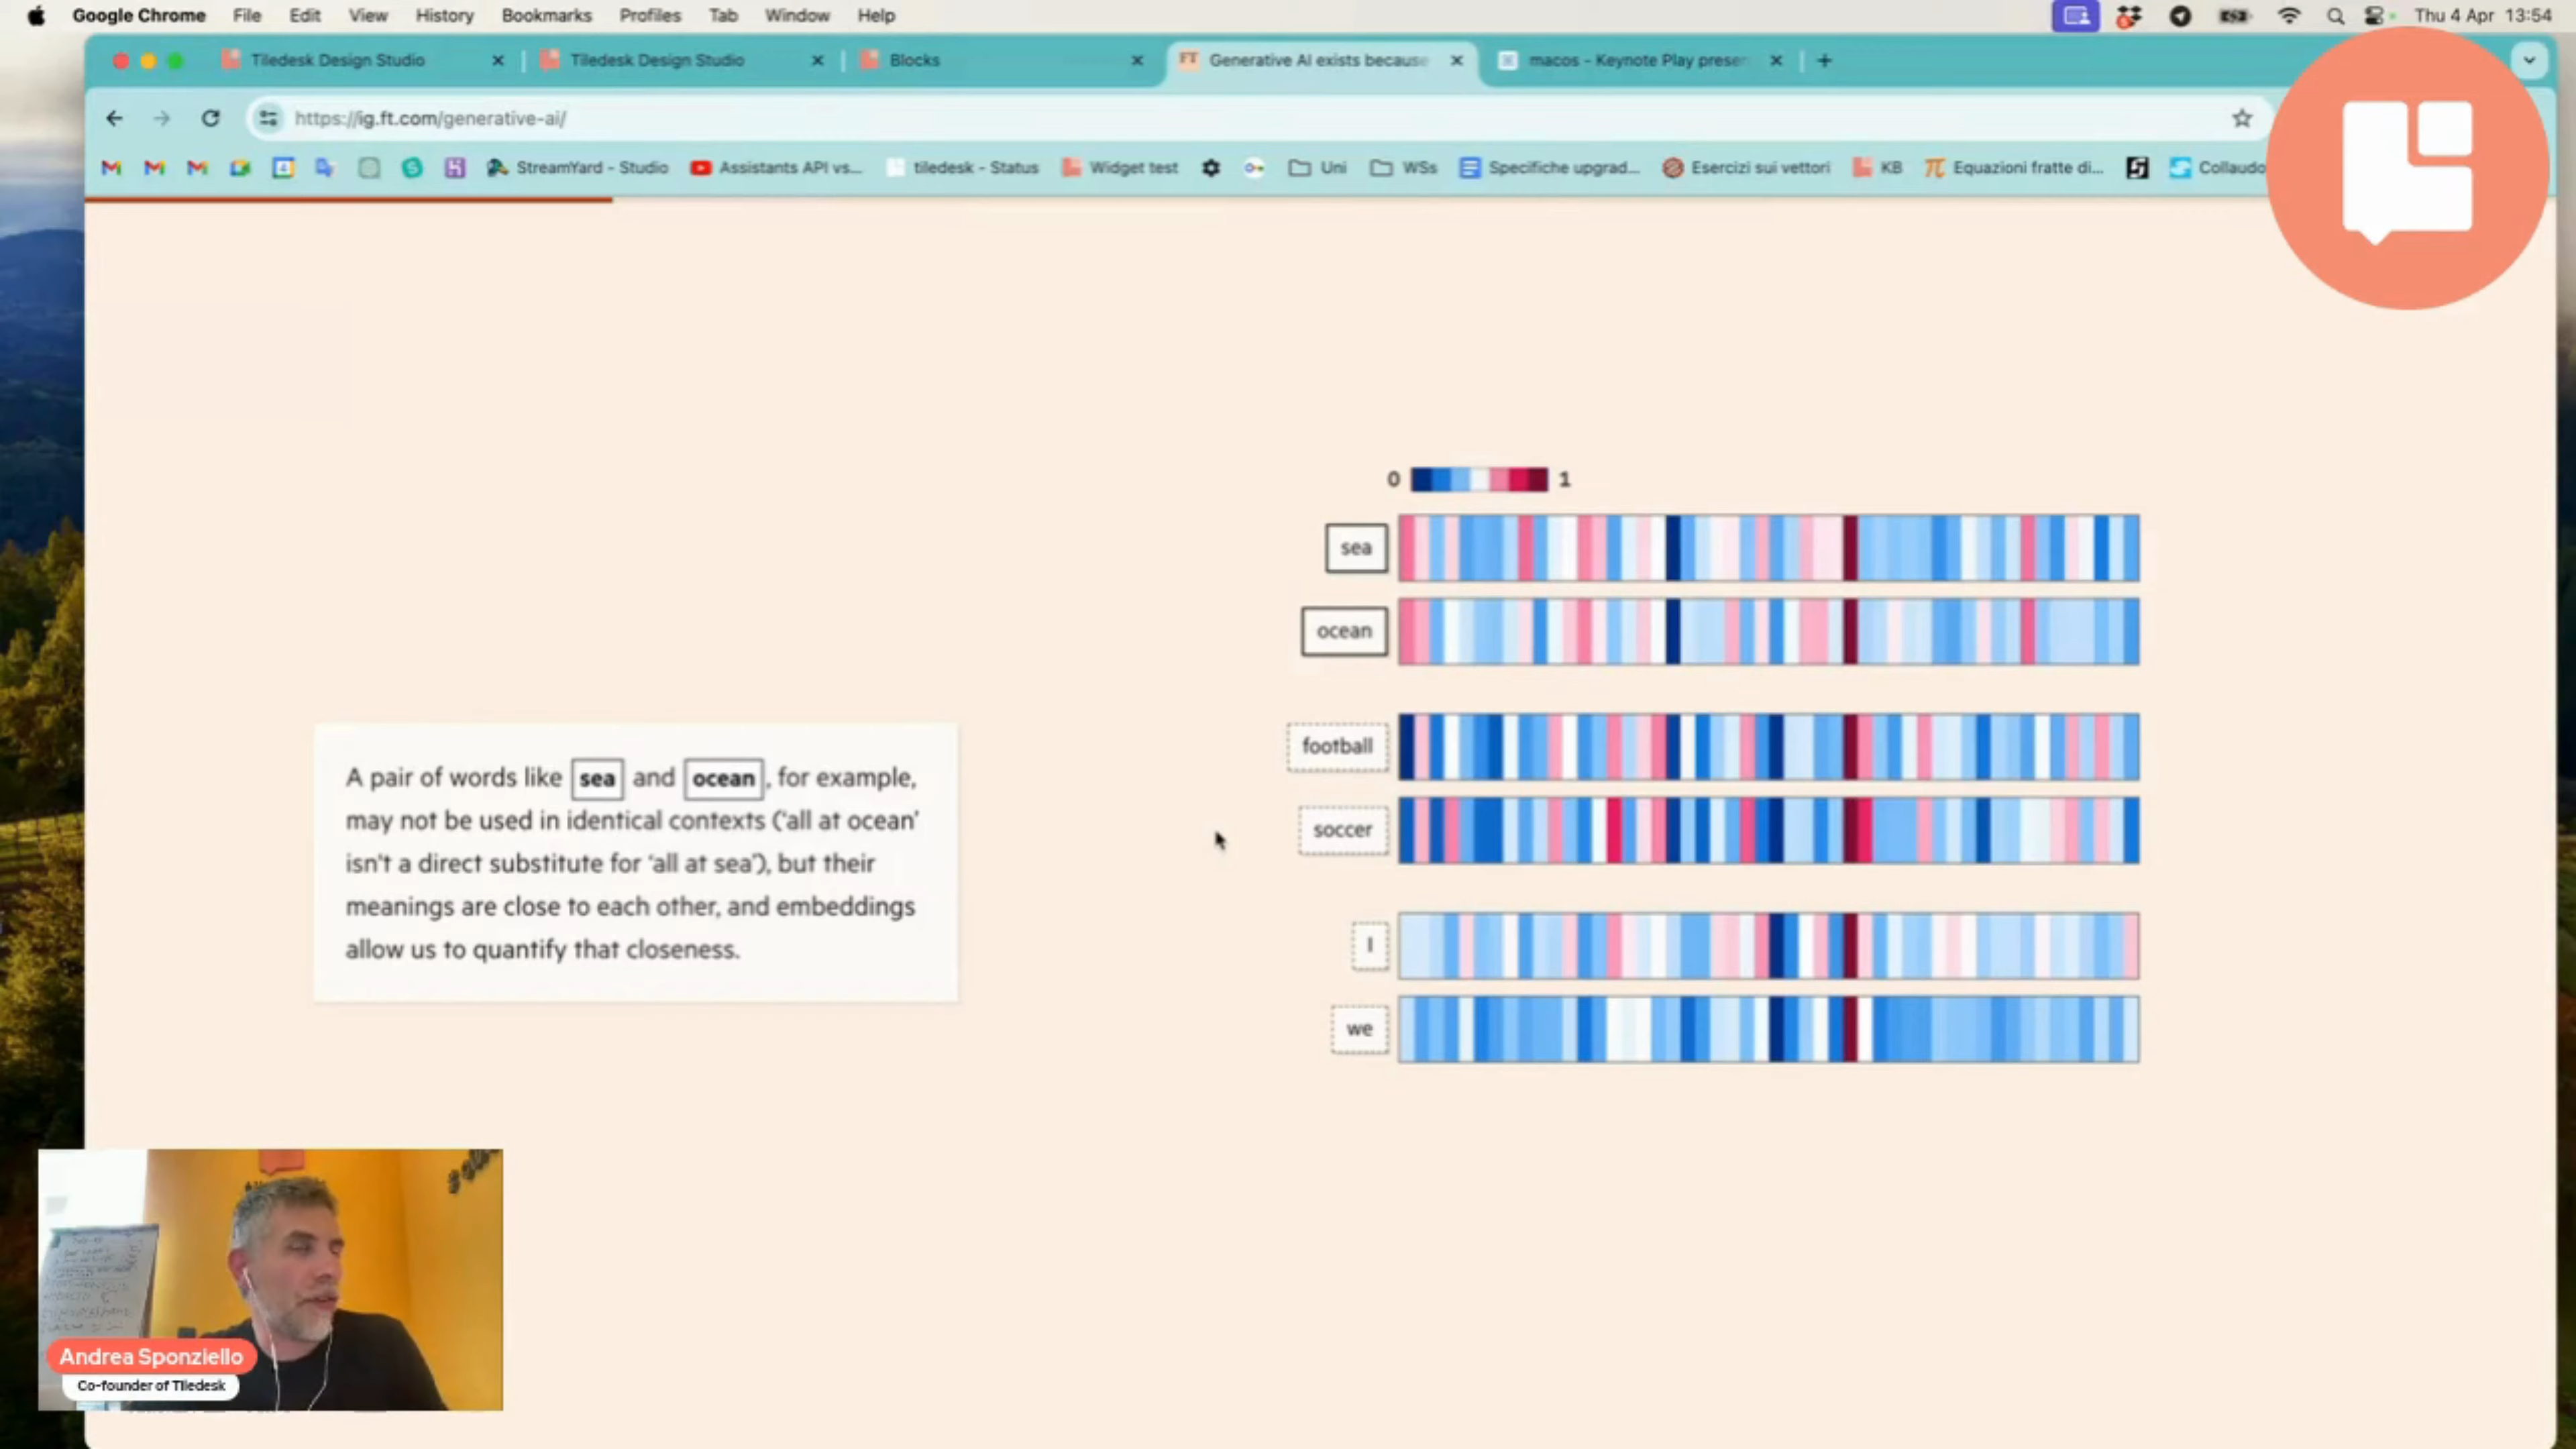 Google Chrome File Edit View History Bookmarks Profiles Tab Window Help
Thu 4 Apr 13:54
Tiledesk Design Studio
Tiledesk Design Studio
Blocks
FT Generative AI exists because
macos - Keynote Play presen
https://ig.ft.com/generative-ai/
StreamYard - Studio
Assistants API vs...
tiledesk - Status
Widget test
Uni
WSs
Specifiche upgrad...
Esercizi sui vettori
KB
Equazioni fratte di...
Collaudo
0 1
sea
ocean
football
soccer
I
we
A pair of words like sea and ocean, for example,
may not be used in identical contexts ('all at ocean'
isn't a direct substitute for 'all at sea'), but their
meanings are close to each other, and embeddings
allow us to quantify that closeness.
Andrea Sponziello
Co-founder of Tiledesk